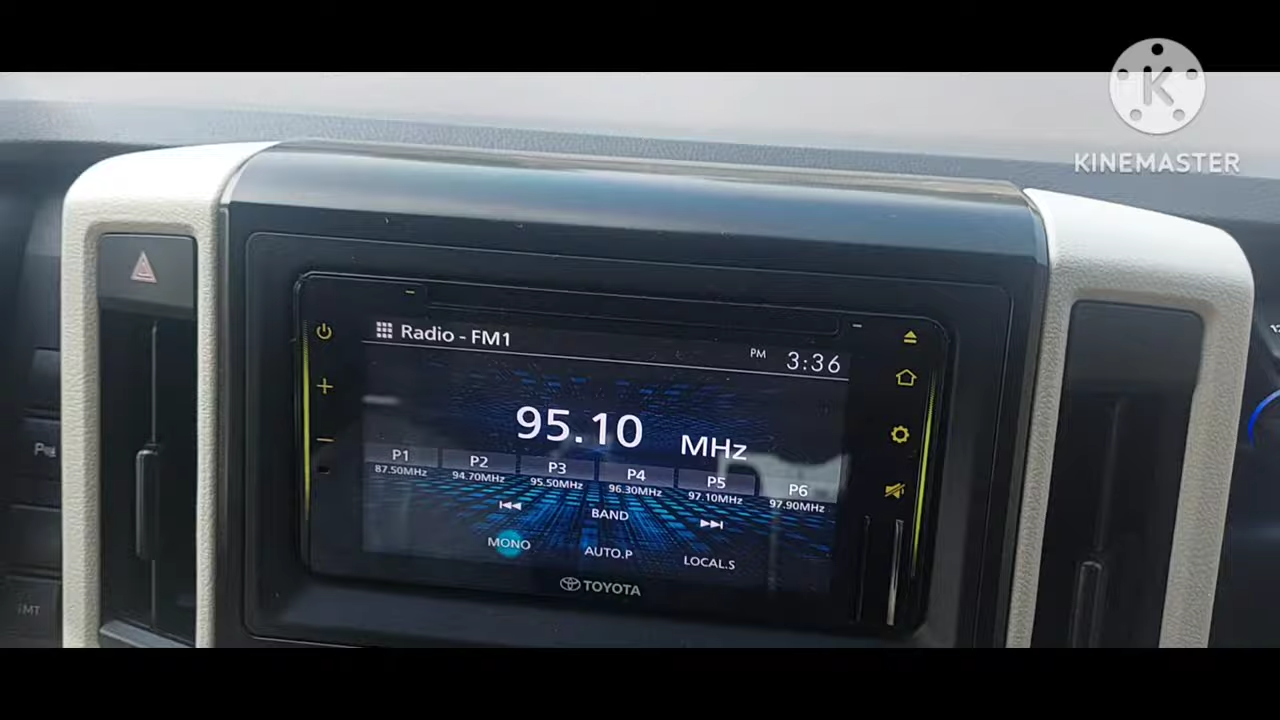 KINEMASTER
Radio - FM1
PM 3:36
95.10 MHz
P1 P2 P3 P4 P5 P6
87.50MHz 94.70MHz 95.50MHz 96.30MHz 97.10MHz 97.90MHz
BAND
MONO AUTO.P LOCAL.S
TOYOTA